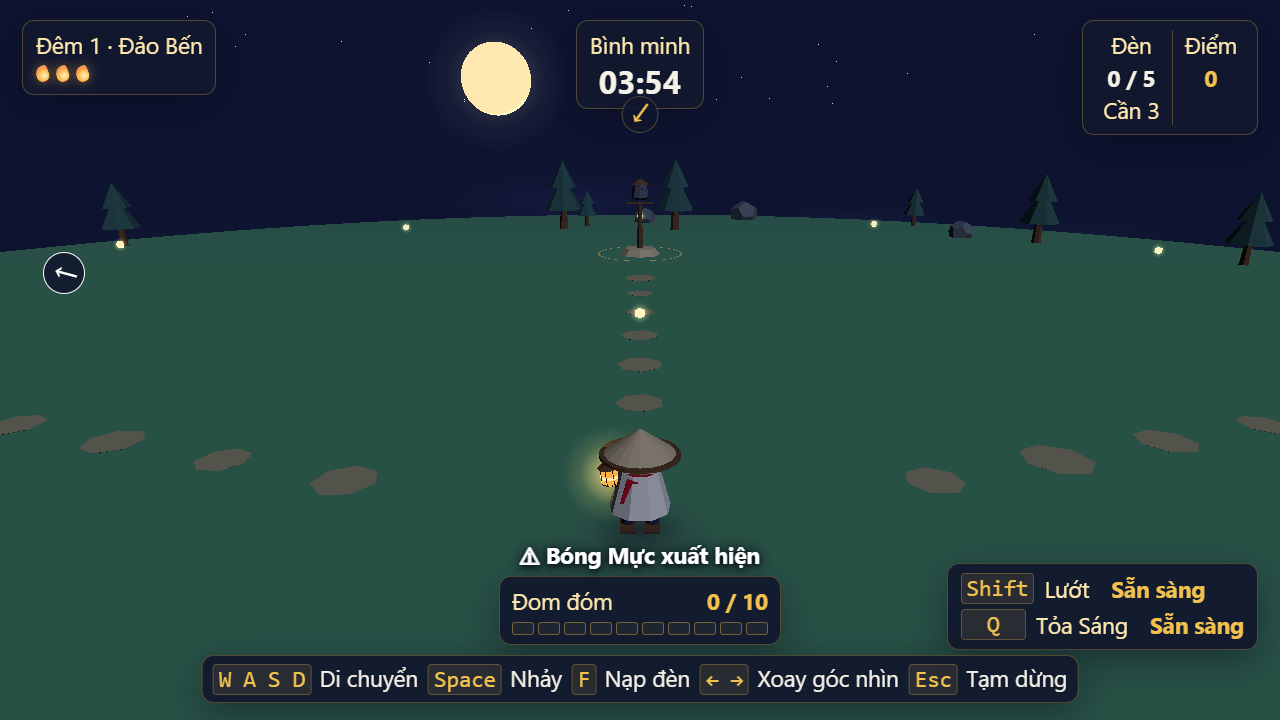 Đêm 1 · Đảo Bến
Bình minh
03:54
Đèn
0 / 5
Cần 3
Điểm
0
⚠ Bóng Mực xuất hiện
Đom đóm 0 / 10
Shift Lướt Sẵn sàng
Q Tỏa Sáng Sẵn sàng
W A S D Di chuyển Space Nhảy F Nạp đèn ← → Xoay góc nhìn Esc Tạm dừng